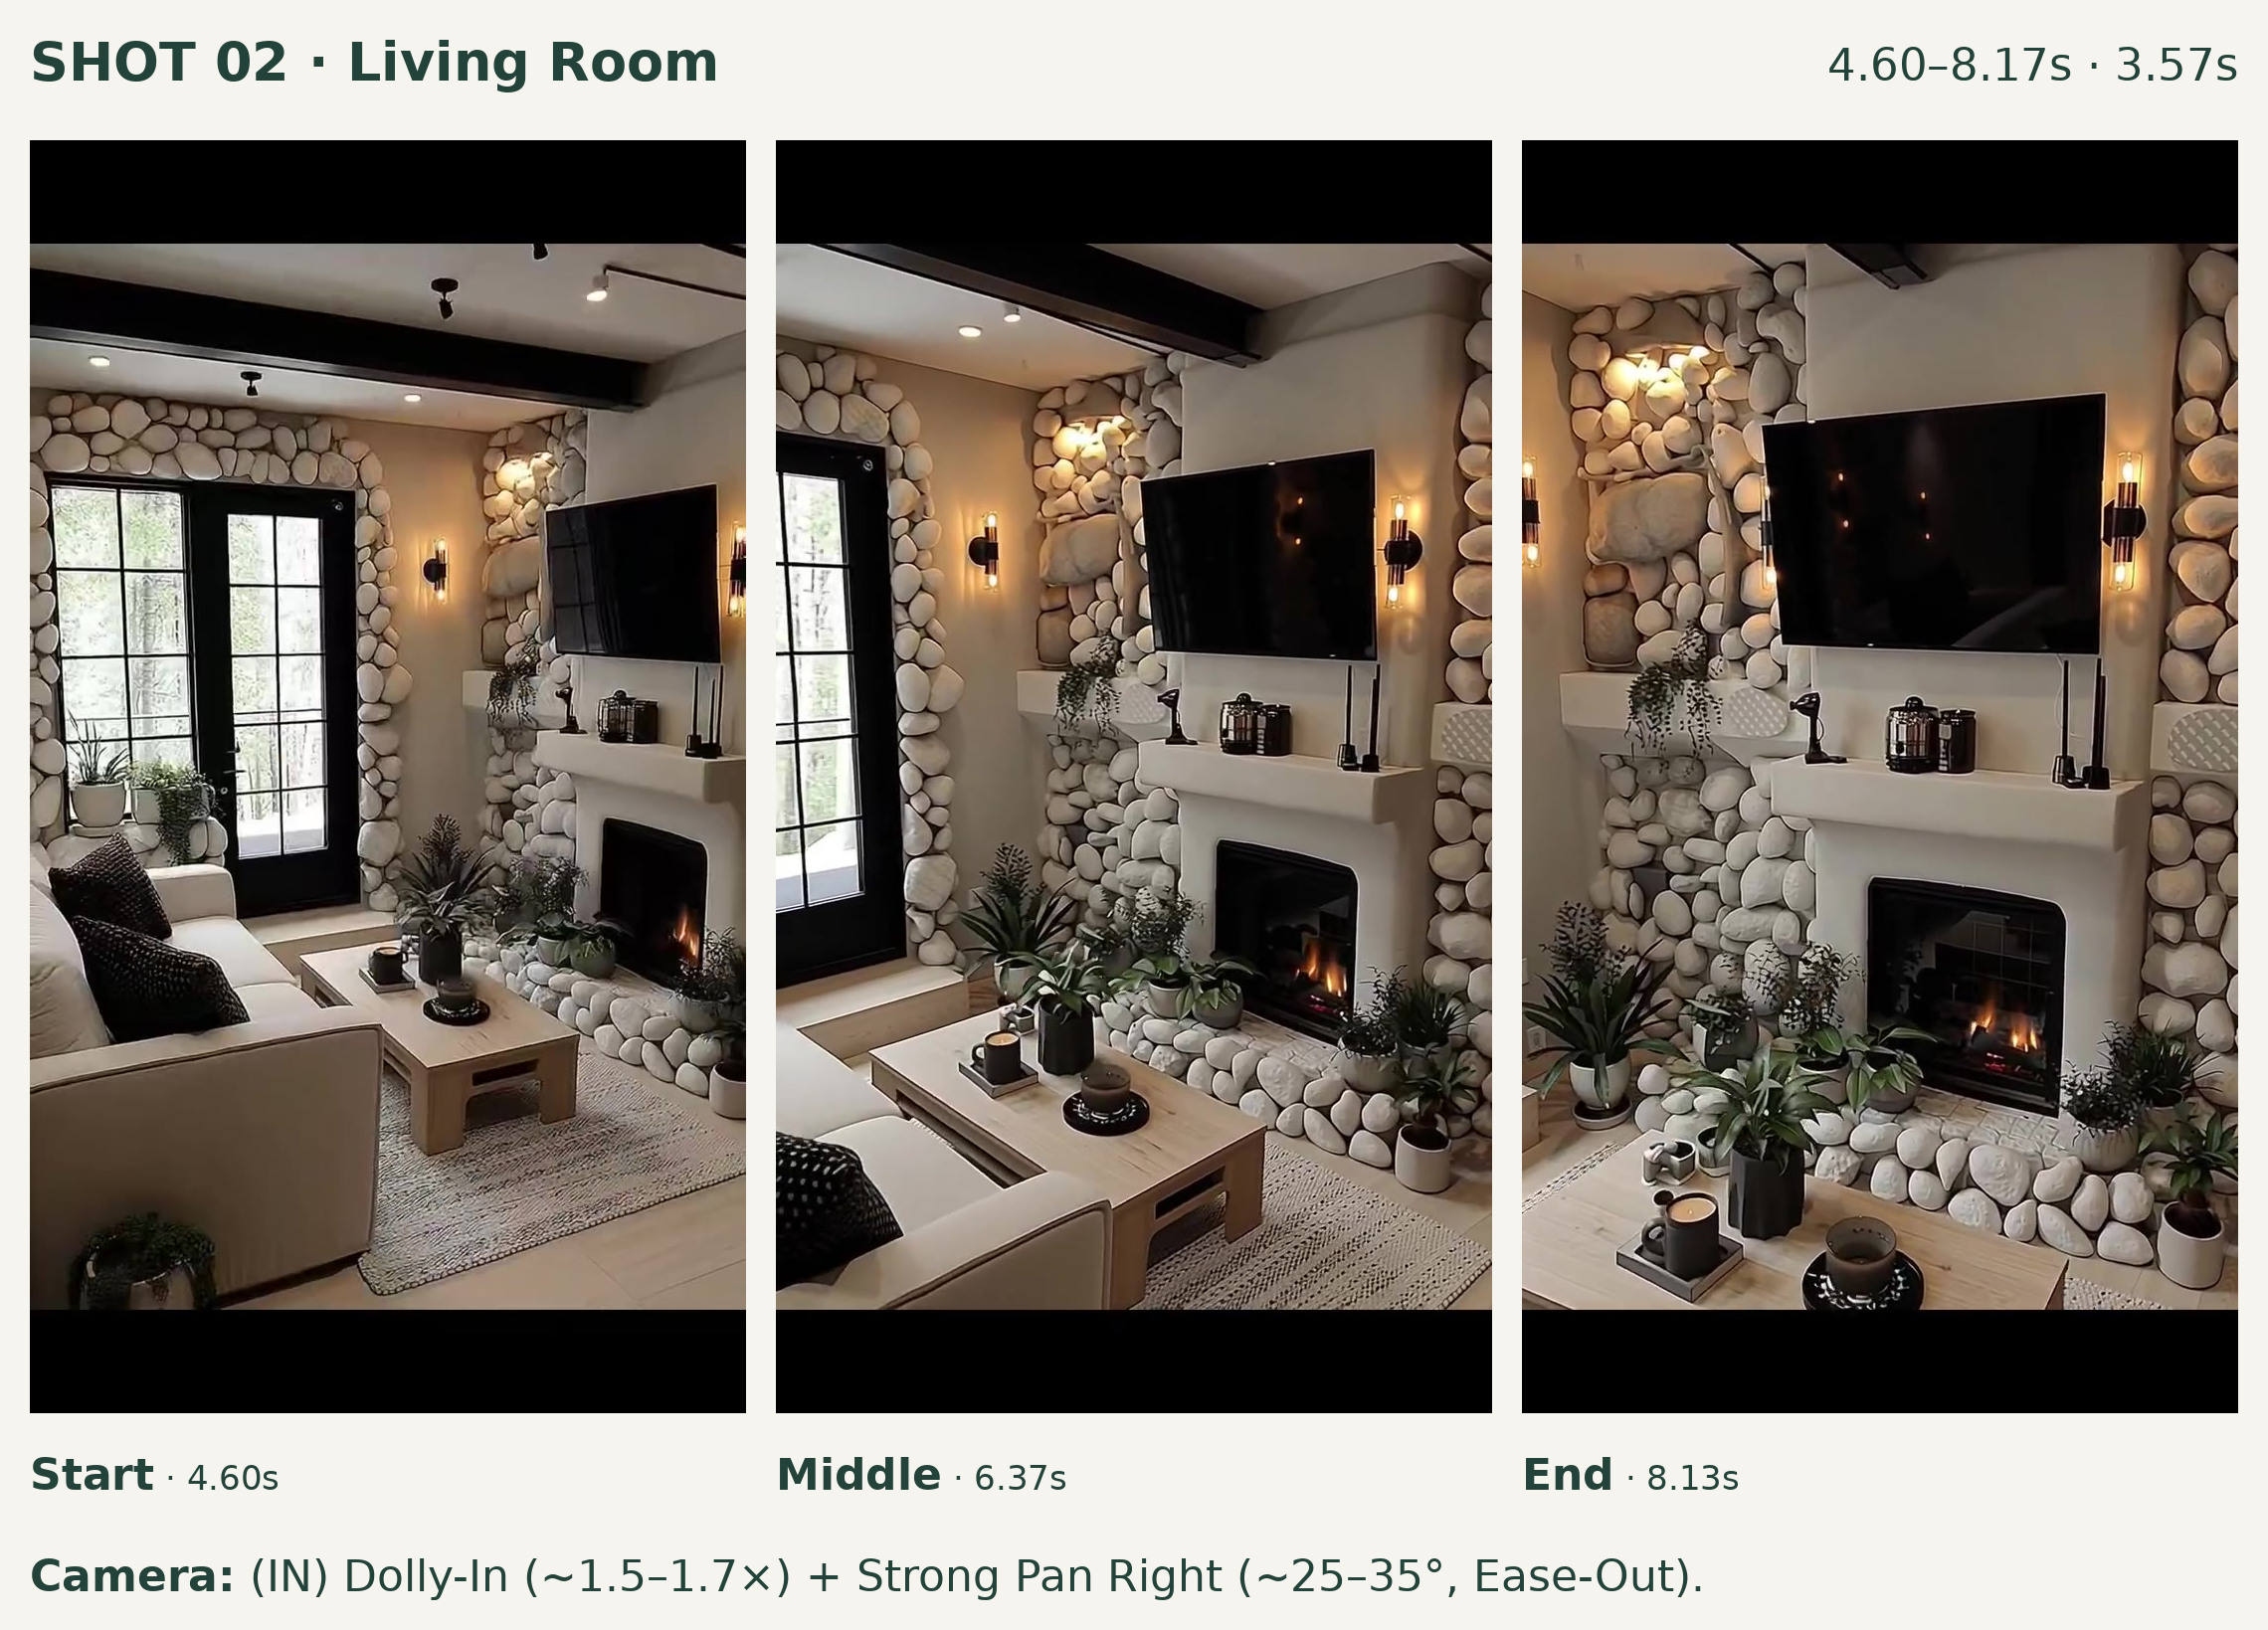 SHOT 02 · Living Room
4.60–8.17s · 3.57s
Start · 4.60s
Middle · 6.37s
End · 8.13s
Camera: (IN) Dolly-In (~1.5–1.7×) + Strong Pan Right (~25–35°, Ease-Out).